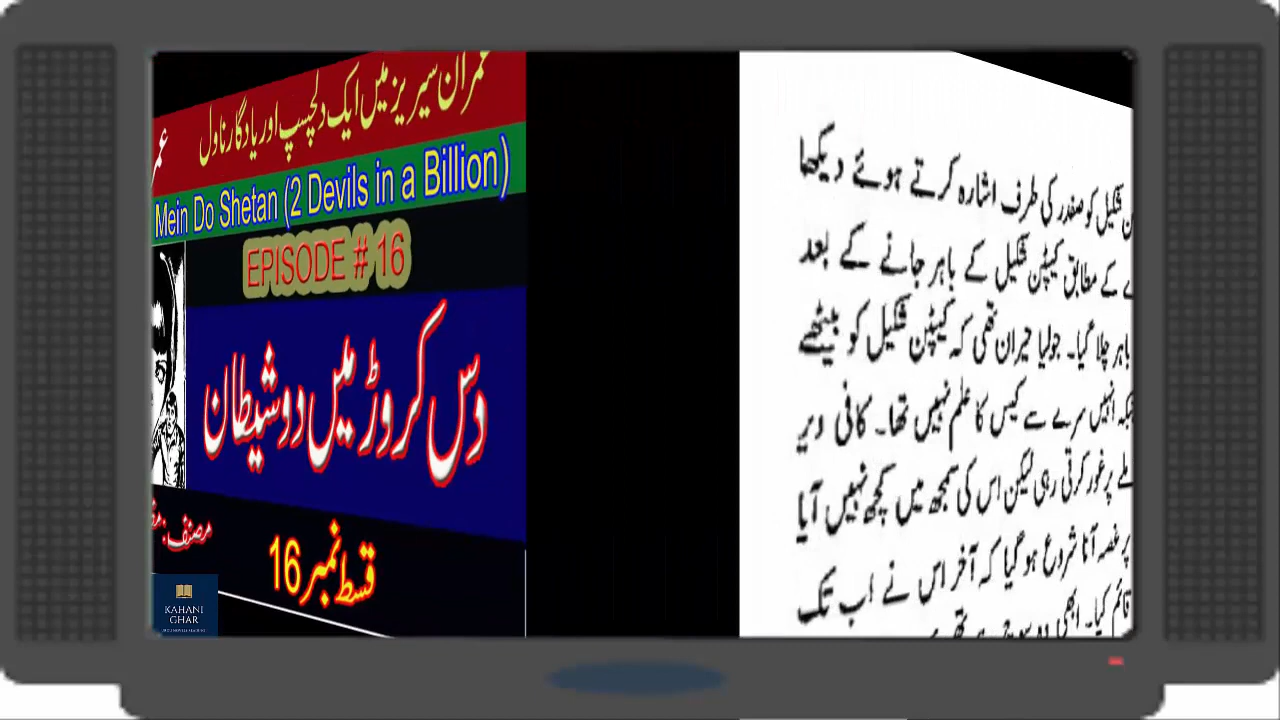 عمران سیریز میں ایک دلچسپ اور یادگار ناول
Mein Do Shetan (2 Devils in a Billion)
EPISODE # 16
دس کروڑ میں دو شیطان
مصنف:
قسط نمبر 16
KAHANI
GHAR
شکیل کو صفدر کی طرف اشارہ کرتے ہوئے دیکھا
کے مطابق کیپٹن شکیل کے باہر جانے کے بعد
باہر چلا گیا۔ جولیا حیران تھی کہ کیپٹن شکیل کو بیٹھے
انہیں سرے سے کیس کا علم نہیں تھا۔ کافی دیر
پر غور کرتی رہی لیکن اس کی سمجھ میں کچھ نہیں آیا
پر غصہ آنا شروع ہو گیا کہ آخر اس نے اب تک
قائم کیا۔ ابھی